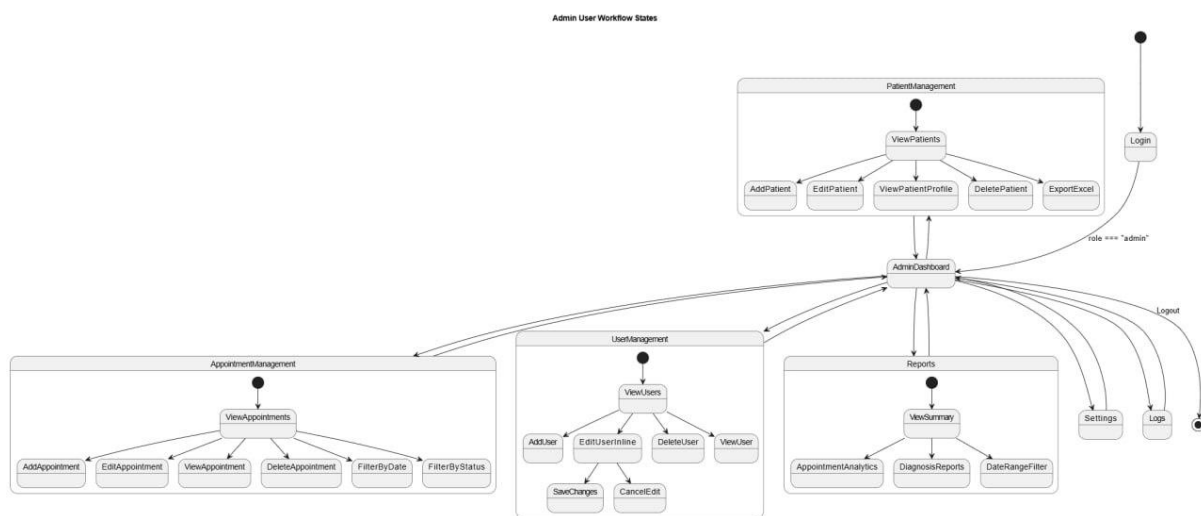 Admin User Workflow States
PatientManagement
ViewPatients
Login
AddPatient
EditPatient
ViewPatientProfile
DeletePatient
ExportExcel
role === "admin"
AdminDashboard
Logout
AppointmentManagement
UserManagement
Reports
ViewAppointments
ViewUsers
ViewSummary
Settings
Logs
AddAppointment
EditAppointment
ViewAppointment
DeleteAppointment
FilterByDate
FilterByStatus
AddUser
EditUserInline
DeleteUser
ViewUser
AppointmentAnalytics
DiagnosisReports
DateRangeFilter
SaveChanges
CancelEdit